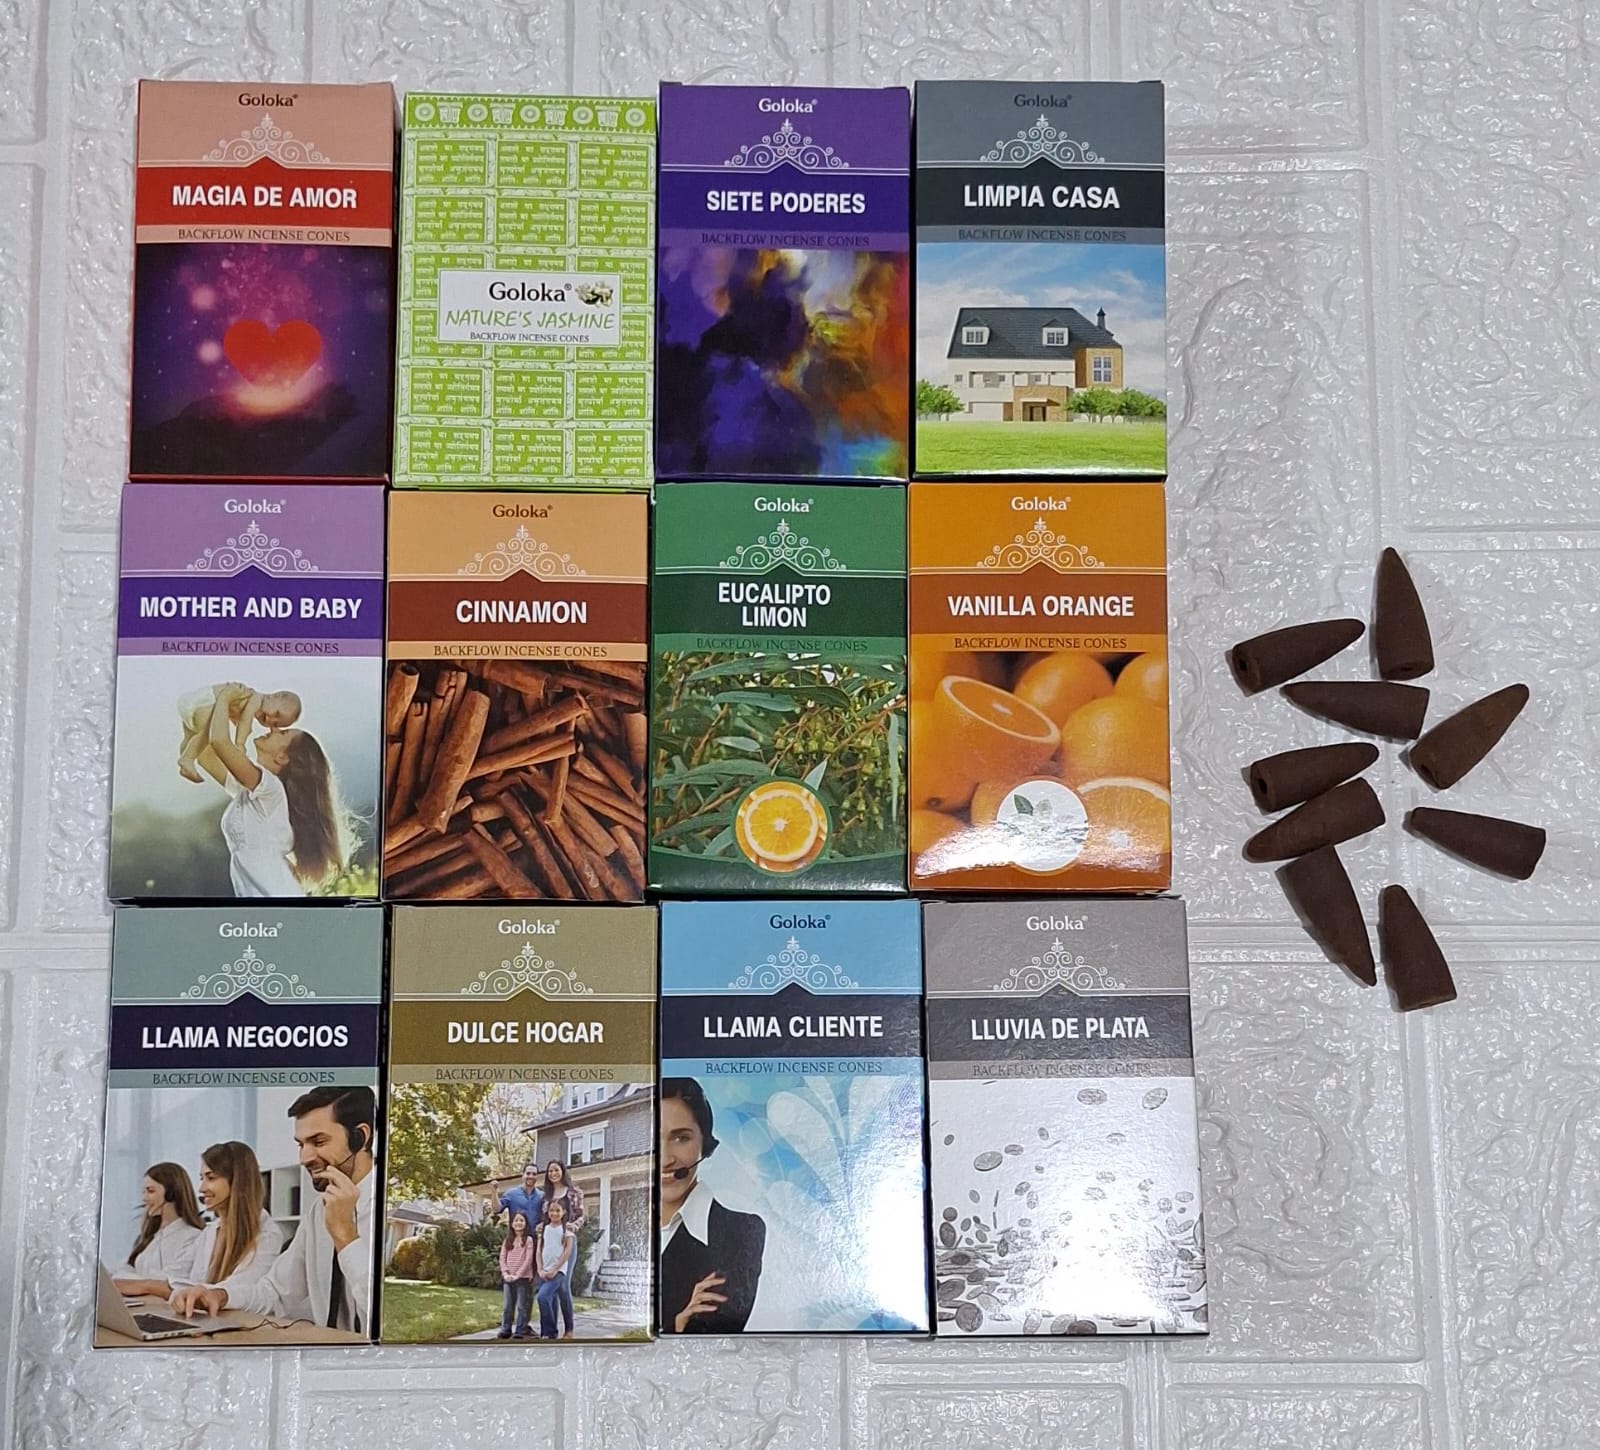 Goloka®
MAGIA DE AMOR
BACKFLOW INCENSE CONES
Goloka®
NATURE'S JASMINE
BACKFLOW INCENSE CONES
Goloka®
SIETE PODERES
BACKFLOW INCENSE CONES
Goloka®
LIMPIA CASA
BACKFLOW INCENSE CONES
Goloka®
MOTHER AND BABY
BACKFLOW INCENSE CONES
Goloka®
CINNAMON
BACKFLOW INCENSE CONES
Goloka®
EUCALIPTO
LIMON
BACKFLOW INCENSE CONES
Goloka®
VANILLA ORANGE
BACKFLOW INCENSE CONES
Goloka®
LLAMA NEGOCIOS
BACKFLOW INCENSE CONES
Goloka®
DULCE HOGAR
BACKFLOW INCENSE CONES
Goloka®
LLAMA CLIENTE
BACKFLOW INCENSE CONES
Goloka®
LLUVIA DE PLATA
BACKFLOW INCENSE CONES